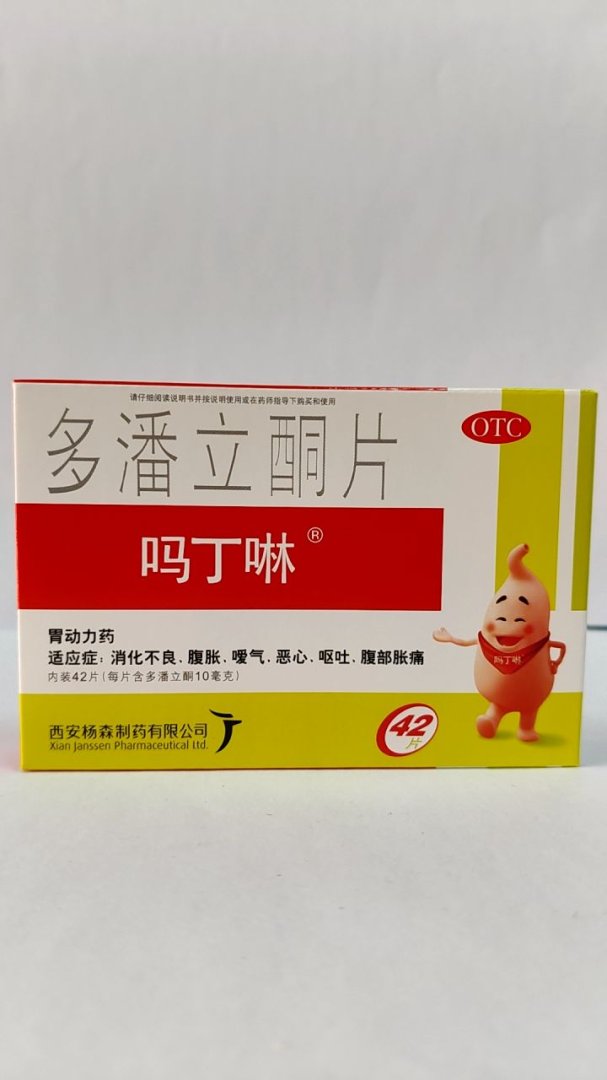 请仔细阅读说明书并按说明使用或在药师指导下购买和使用
多潘立酮片
OTC
吗丁啉®
胃动力药
适应症：消化不良、腹胀、嗳气、恶心、呕吐、腹部胀痛
内装42片（每片含多潘立酮10毫克）
吗丁啉
西安杨森制药有限公司
Xian Janssen Pharmaceutical Ltd.
42
片